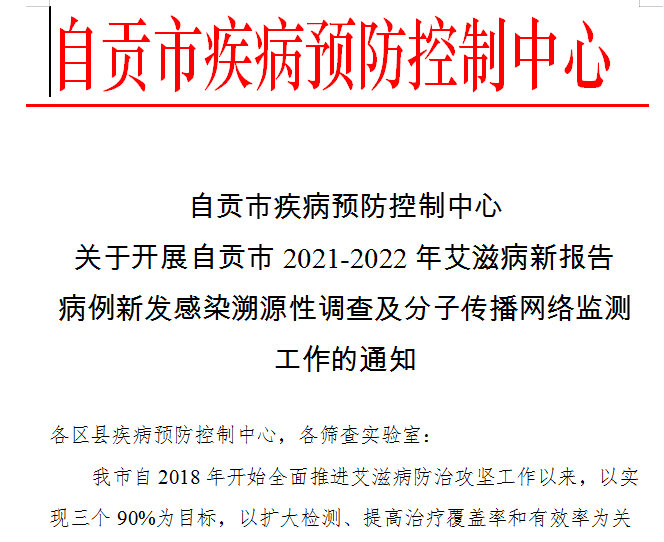 自贡市疾病预防控制中心
自贡市疾病预防控制中心
关于开展自贡市 2021-2022 年艾滋病新报告
病例新发感染溯源性调查及分子传播网络监测
工作的通知
各区县疾病预防控制中心，各筛查实验室：
我市自 2018 年开始全面推进艾滋病防治攻坚工作以来，以实
现三个 90%为目标，以扩大检测、提高治疗覆盖率和有效率为关